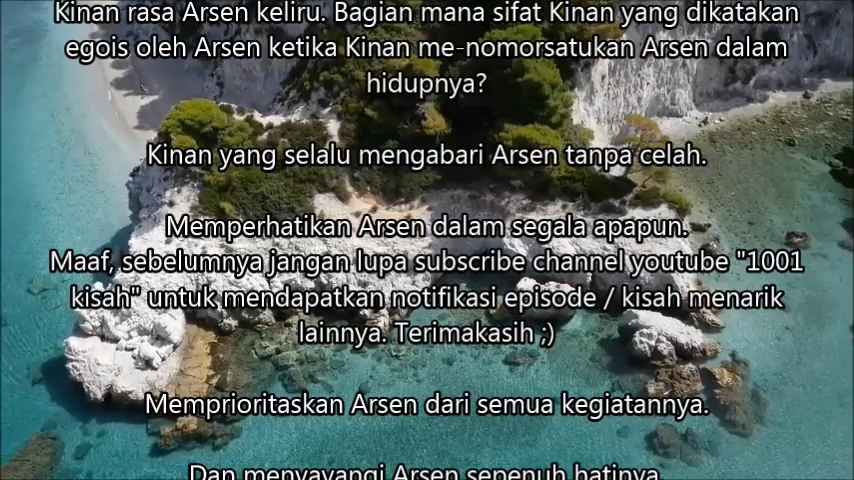 Kinan rasa Arsen keliru. Bagian mana sifat Kinan yang dikatakan
egois oleh Arsen ketika Kinan me-nomorsatukan Arsen dalam
hidupnya?
Kinan yang selalu mengabari Arsen tanpa celah.
Memperhatikan Arsen dalam segala apapun.
Maaf, sebelumnya jangan lupa subscribe channel youtube "1001
kisah" untuk mendapatkan notifikasi episode / kisah menarik
lainnya. Terimakasih ;)
Memprioritaskan Arsen dari semua kegiatannya.
Dan menyayangi Arsen sepenuh hatinya